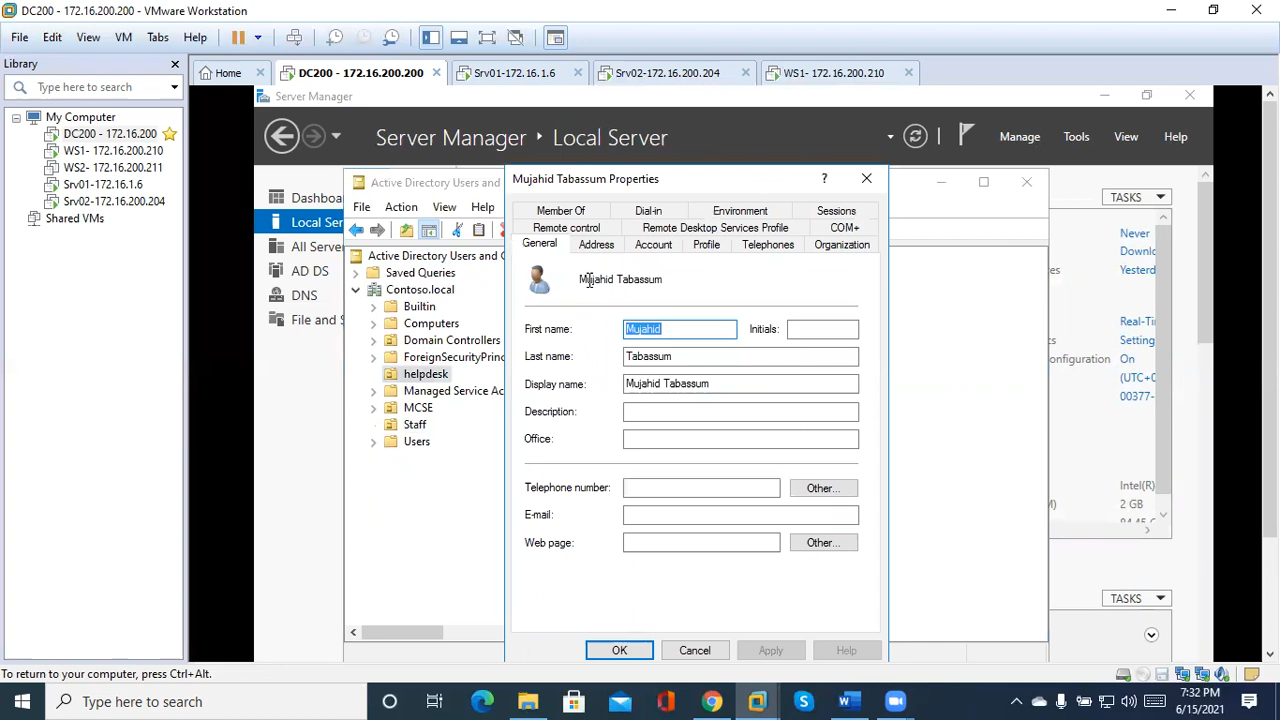 DC200 - 172.16.200.200 - VMware Workstation
File Edit View VM Tabs Help
Library
Type here to search
My Computer
DC200 - 172.16.200
WS1- 172.16.200.210
WS2- 172.16.200.211
Srv01-172.16.1.6
Srv02-172.16.200.204
Shared VMs
Home
DC200 - 172.16.200.200
Srv01-172.16.1.6
Srv02-172.16.200.204
WS1- 172.16.200.210
Server Manager
Server Manager Local Server
Manage Tools View Help
Dashboa
Local Ser
All Server
AD DS
DNS
File and S
Active Directory Users and
File Action View Help
Active Directory Users and C
Saved Queries
Contoso.local
Builtin
Computers
Domain Controllers
ForeignSecurityPrinc
helpdesk
Managed Service Ac
MCSE
Staff
Users
Mujahid Tabassum Properties
?
Member Of Dial-in Environment Sessions
Remote control Remote Desktop Services Profile COM+
General Address Account Profile Telephones Organization
Mujahid Tabassum
First name: Mujahid Initials:
Last name: Tabassum
Display name: Mujahid Tabassum
Description:
Office:
Telephone number: Other...
E-mail:
Web page: Other...
OK Cancel Apply Help
TASKS
Never
Downlo
es Yesterd
Real-Tim
Setting
onfiguration On
(UTC+0
00377-
Intel(R)
M) 2 GB
84.45 G
TASKS
To return to your computer, press Ctrl+Alt.
Type here to search
7:32 PM
6/15/2021